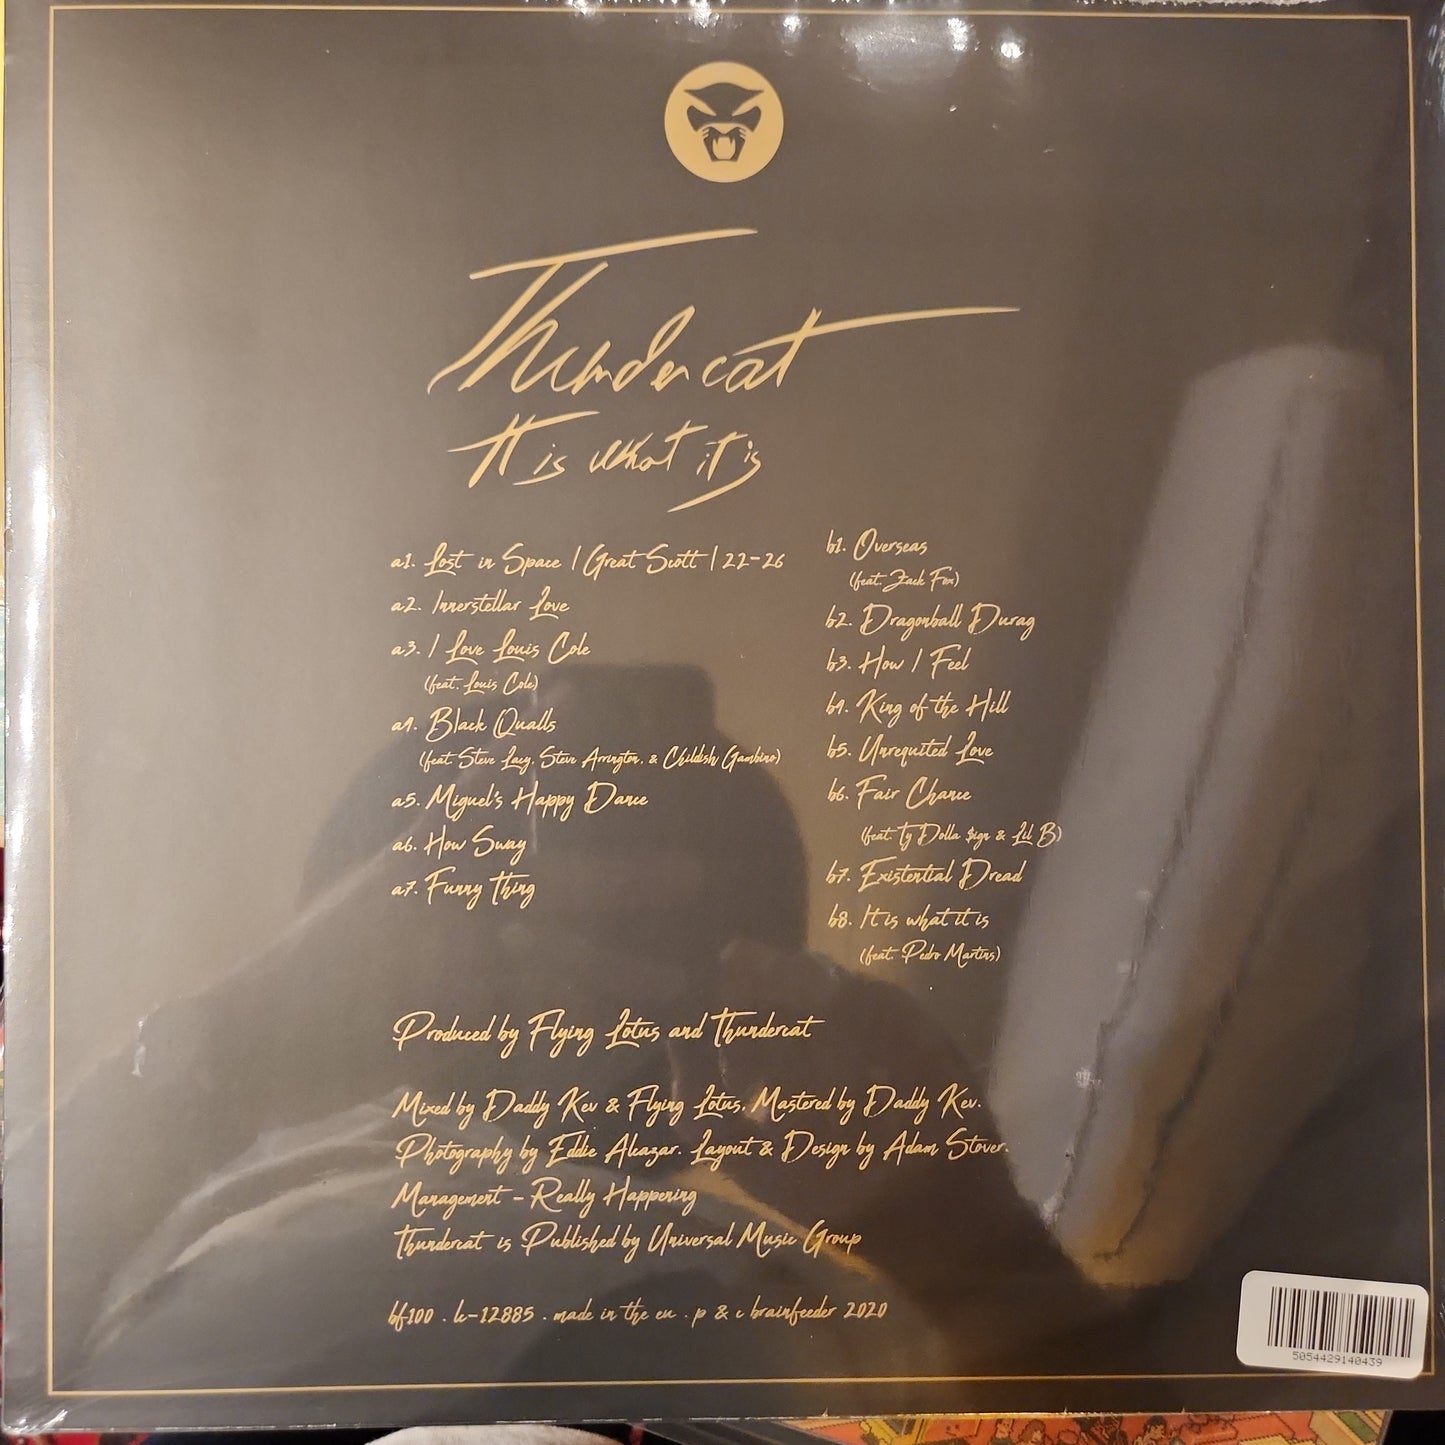 Thundercat
It is what it is
a1. Lost in Space / Great Scott / 22-26
a2. Innerstellar Love
a3. I Love Louis Cole
(feat. Louis Cole)
a4. Black Qualls
(feat. Steve Lacy, Steve Arrington, & Childish Gambino)
a5. Miguel's Happy Dance
a6. How Sway
a7. Funny Thing
b1. Overseas
(feat. Zack Fox)
b2. Dragonball Durag
b3. How I Feel
b4. King of the Hill
b5. Unrequited Love
b6. Fair Chance
(feat. Ty Dolla $ign & Lil B)
b7. Existential Dread
b8. It is what it is
(feat. Pedro Martins)
Produced by Flying Lotus and Thundercat
Mixed by Daddy Kev & Flying Lotus. Mastered by Daddy Kev.
Photography by Eddie Alcazar. Layout & Design by Adam Stover.
Management - Really Happening
Thundercat is Published by Universal Music Group
bf100 . k-12885 . made in the eu . p & c brainfeeder 2020
5054429140439